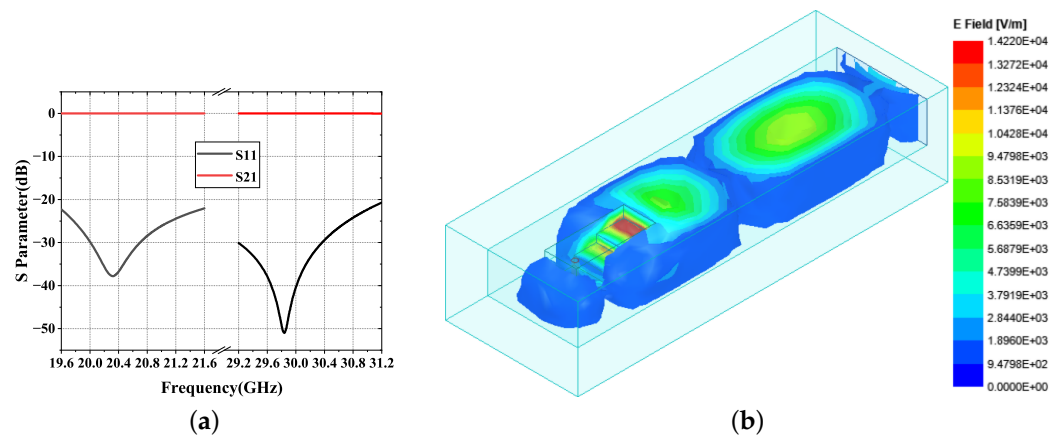 0
−10
−20
−30
−40
−50
S Parameter(dB)
S11
S21
19.6 20.0 20.4 20.8 21.2 21.6 29.2 29.6 30.0 30.4 30.8 31.2
Frequency(GHz)
(a)
E Field [V/m]
1.4220E+04
1.3272E+04
1.2324E+04
1.1376E+04
1.0428E+04
9.4798E+03
8.5319E+03
7.5839E+03
6.6359E+03
5.6879E+03
4.7399E+03
3.7919E+03
2.8440E+03
1.8960E+03
9.4798E+02
0.0000E+00
(b)